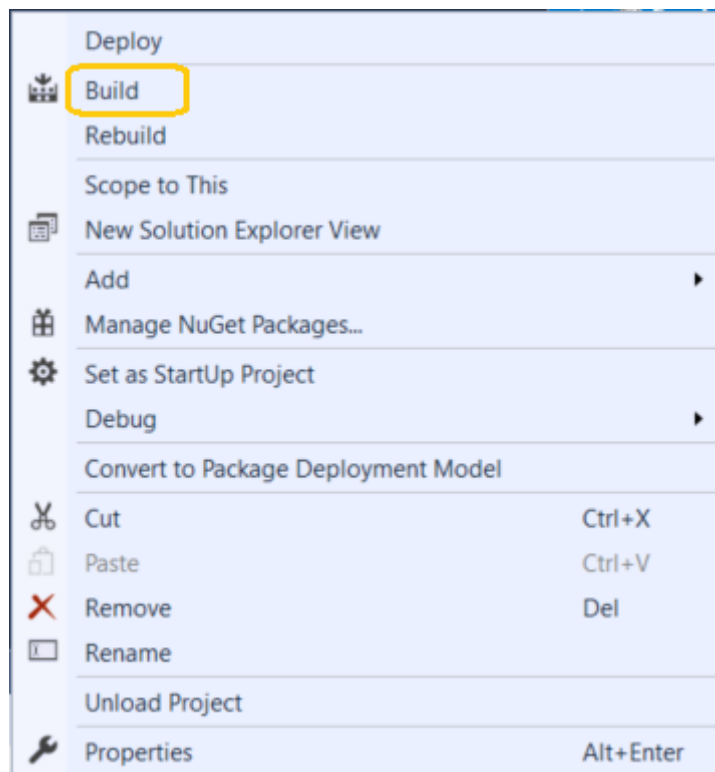 Deploy
Build
Rebuild
Scope to This
New Solution Explorer View
Add
Manage NuGet Packages...
Set as StartUp Project
Debug
Convert to Package Deployment Model
Cut Ctrl+X
Paste Ctrl+V
Remove Del
Rename
Unload Project
Properties Alt+Enter